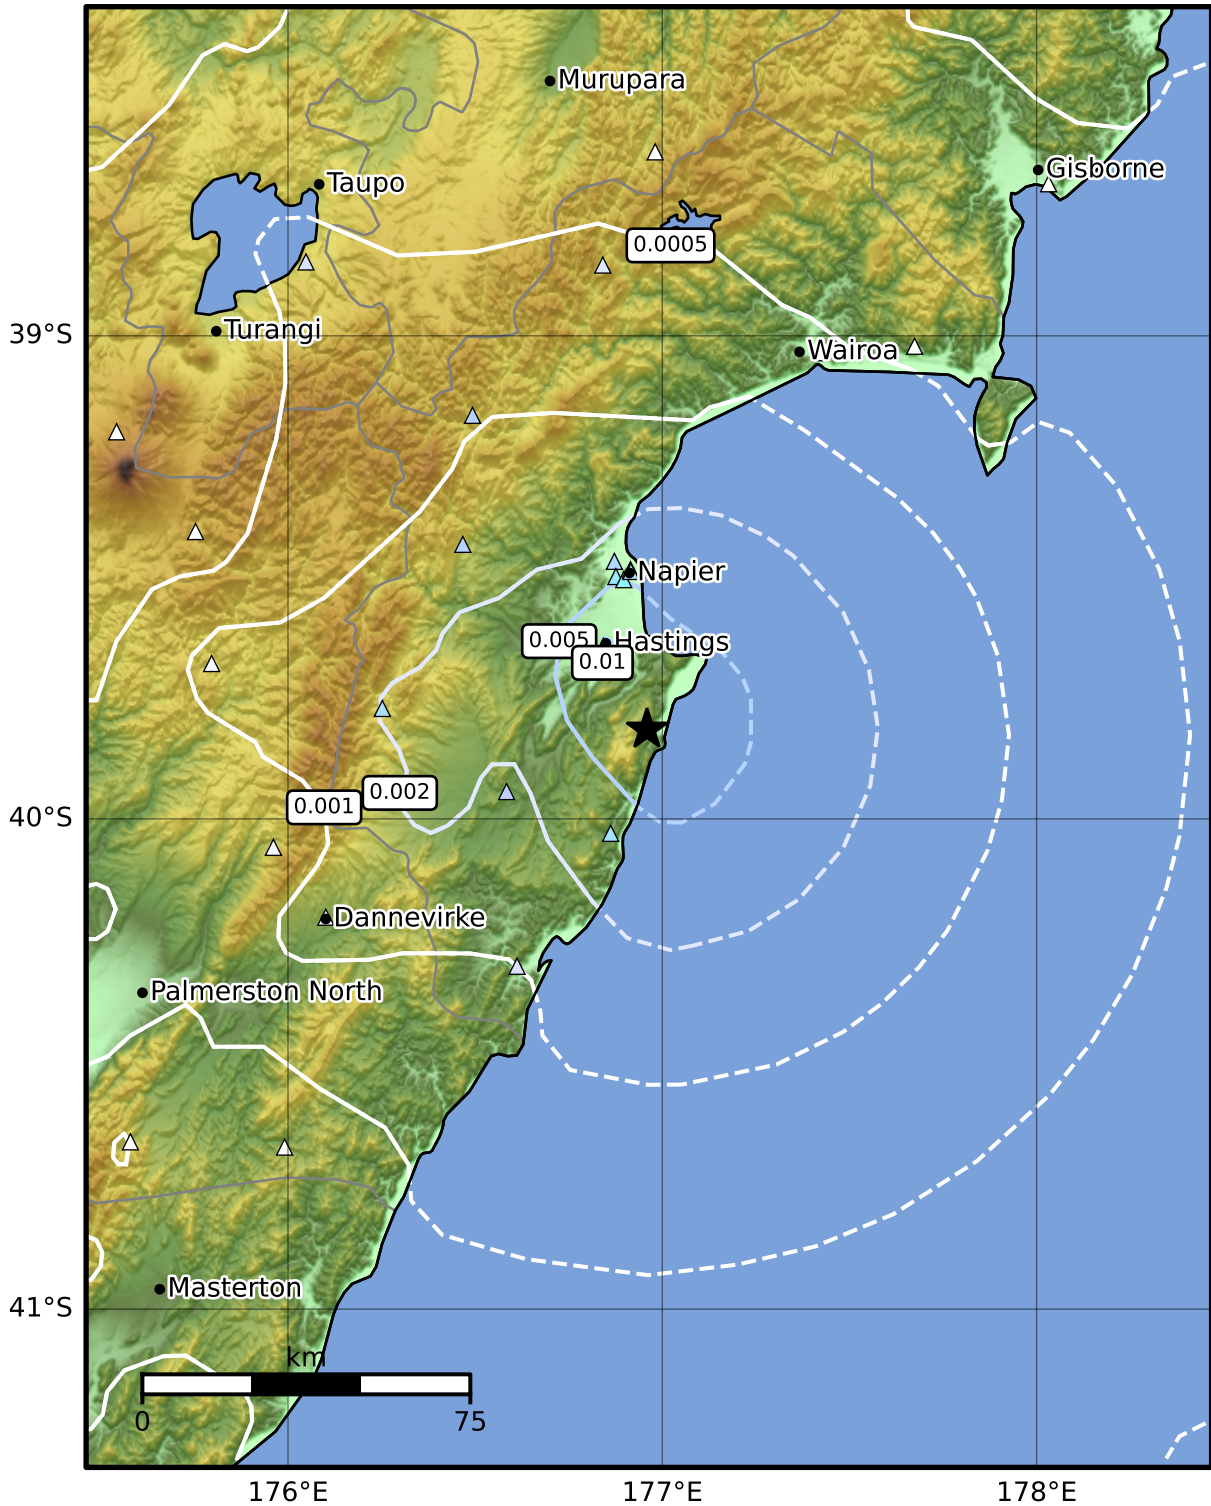 Murupara
Gisborne
Taupo
0.0005
Turangi
39°S
Wairoa
Napier
0.005
Hastings
0.01
0.002
0.001
40°S
Dannevirke
Palmerston North
Masterton
41°S
km
0
75
176°E
177°E
178°E